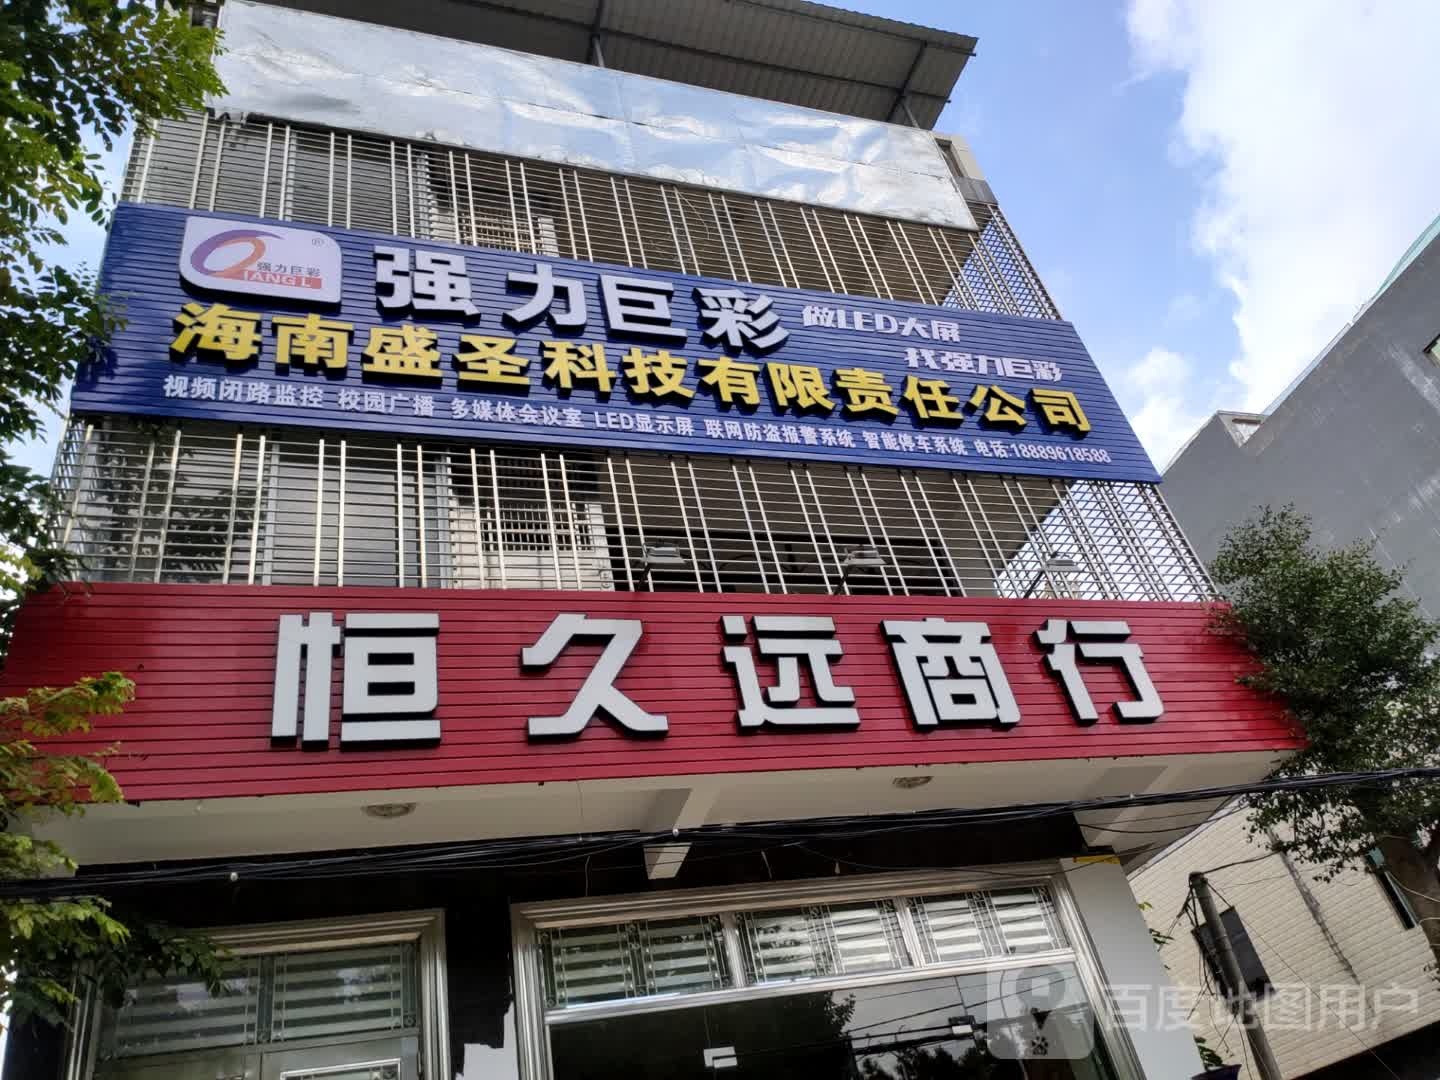 ®
强力巨彩
QIANGLI
强力巨彩
做LED大屏
找强力巨彩
海南盛圣科技有限责任公司
视频闭路监控 校园广播 多媒体会议室 LED显示屏 联网防盗报警系统 智能停车系统 电话:18889618588
恒久远商行
百度地图用户